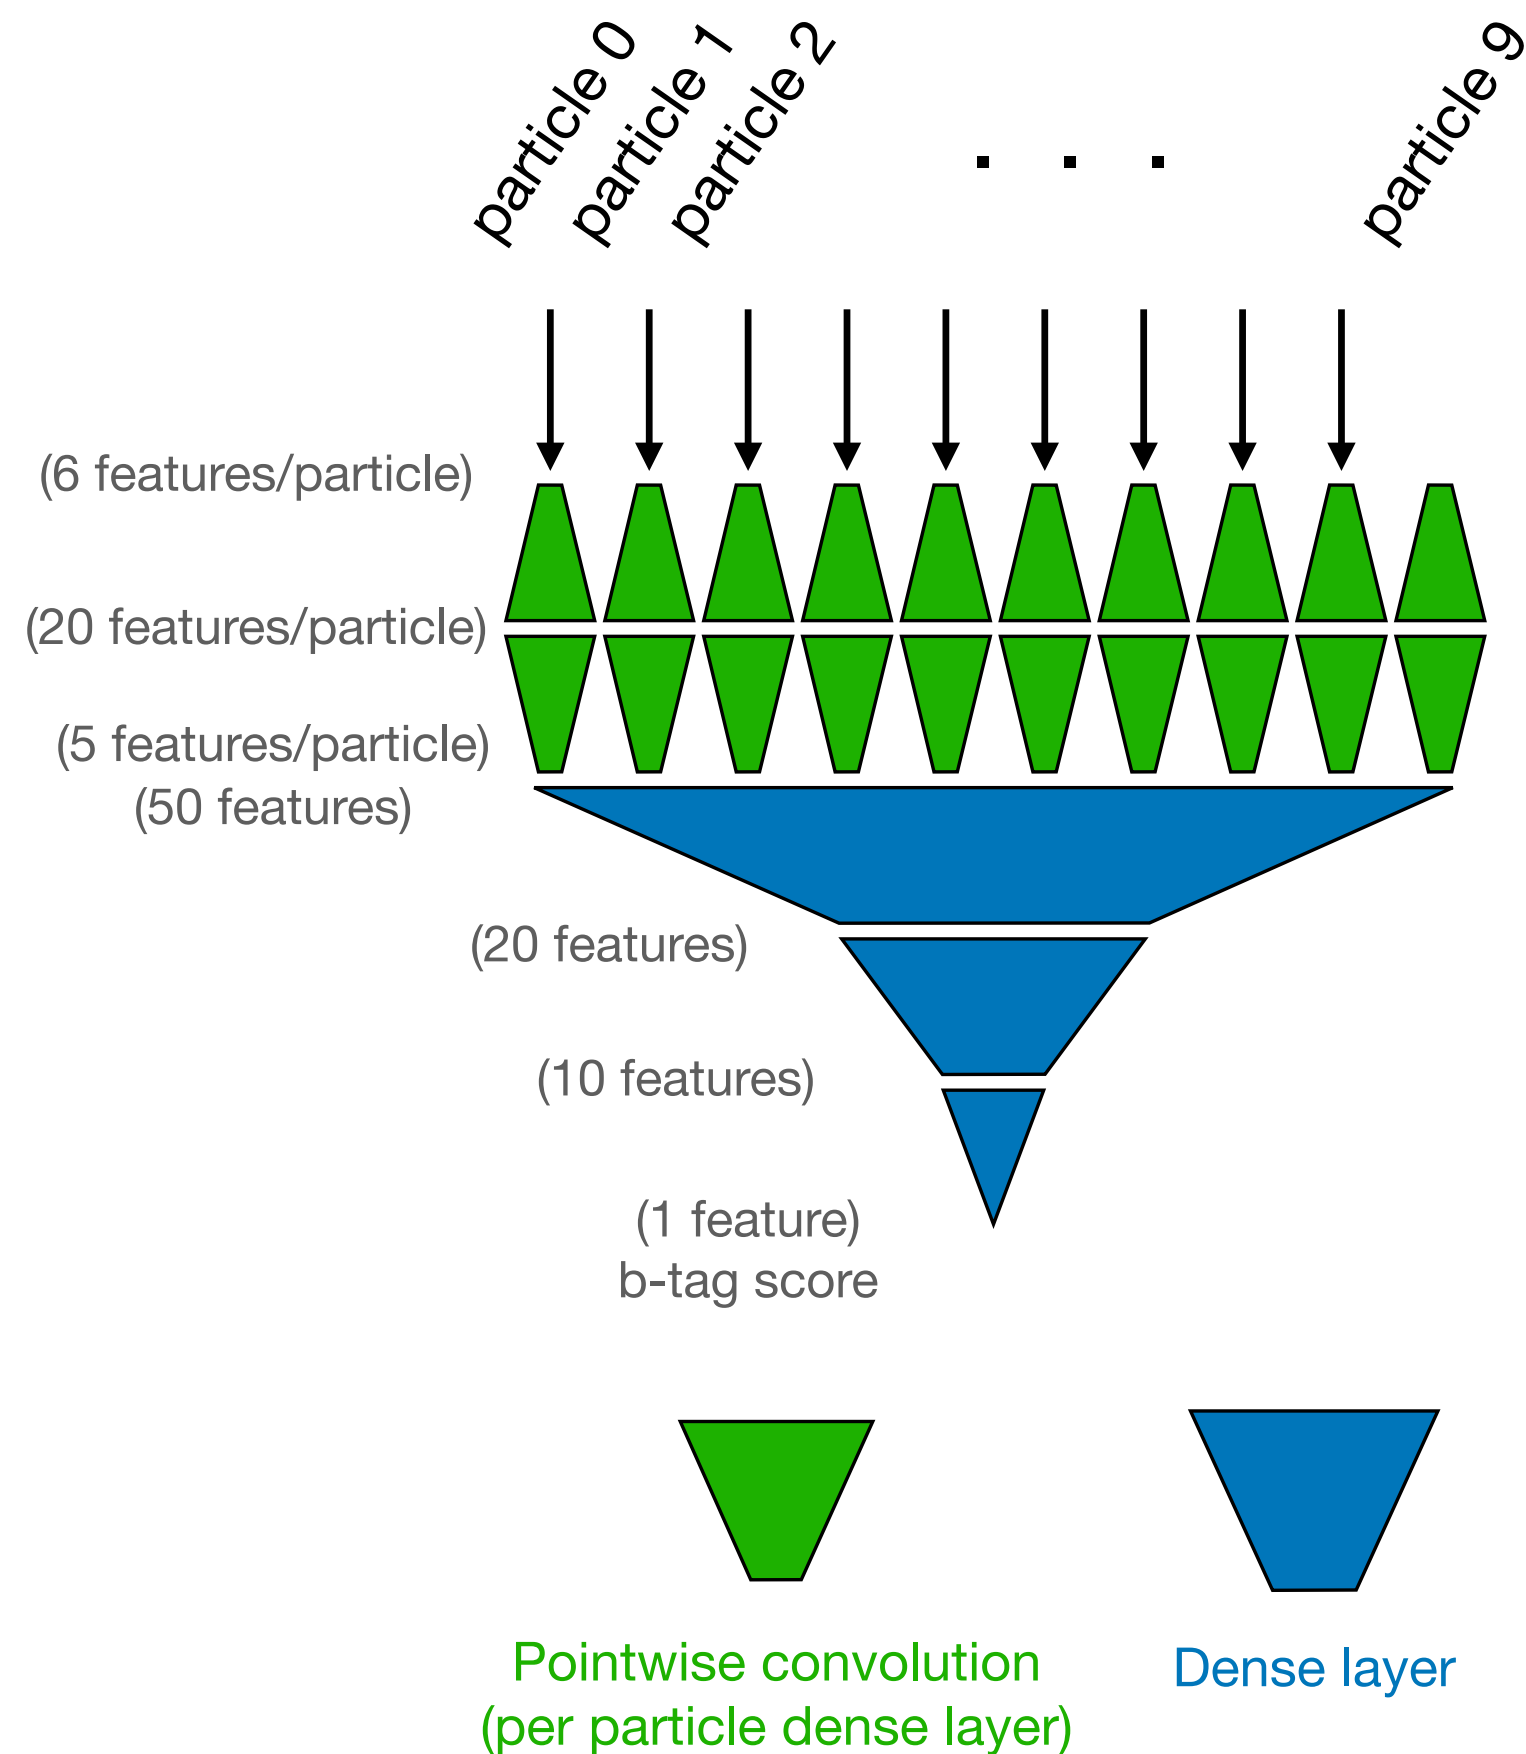 particle 0
particle 1
particle 2
. . .
particle 9
(6 features/particle)
(20 features/particle)
(5 features/particle)
(50 features)
(20 features)
(10 features)
(1 feature)
b-tag score
Pointwise convolution
(per particle dense layer)
Dense layer